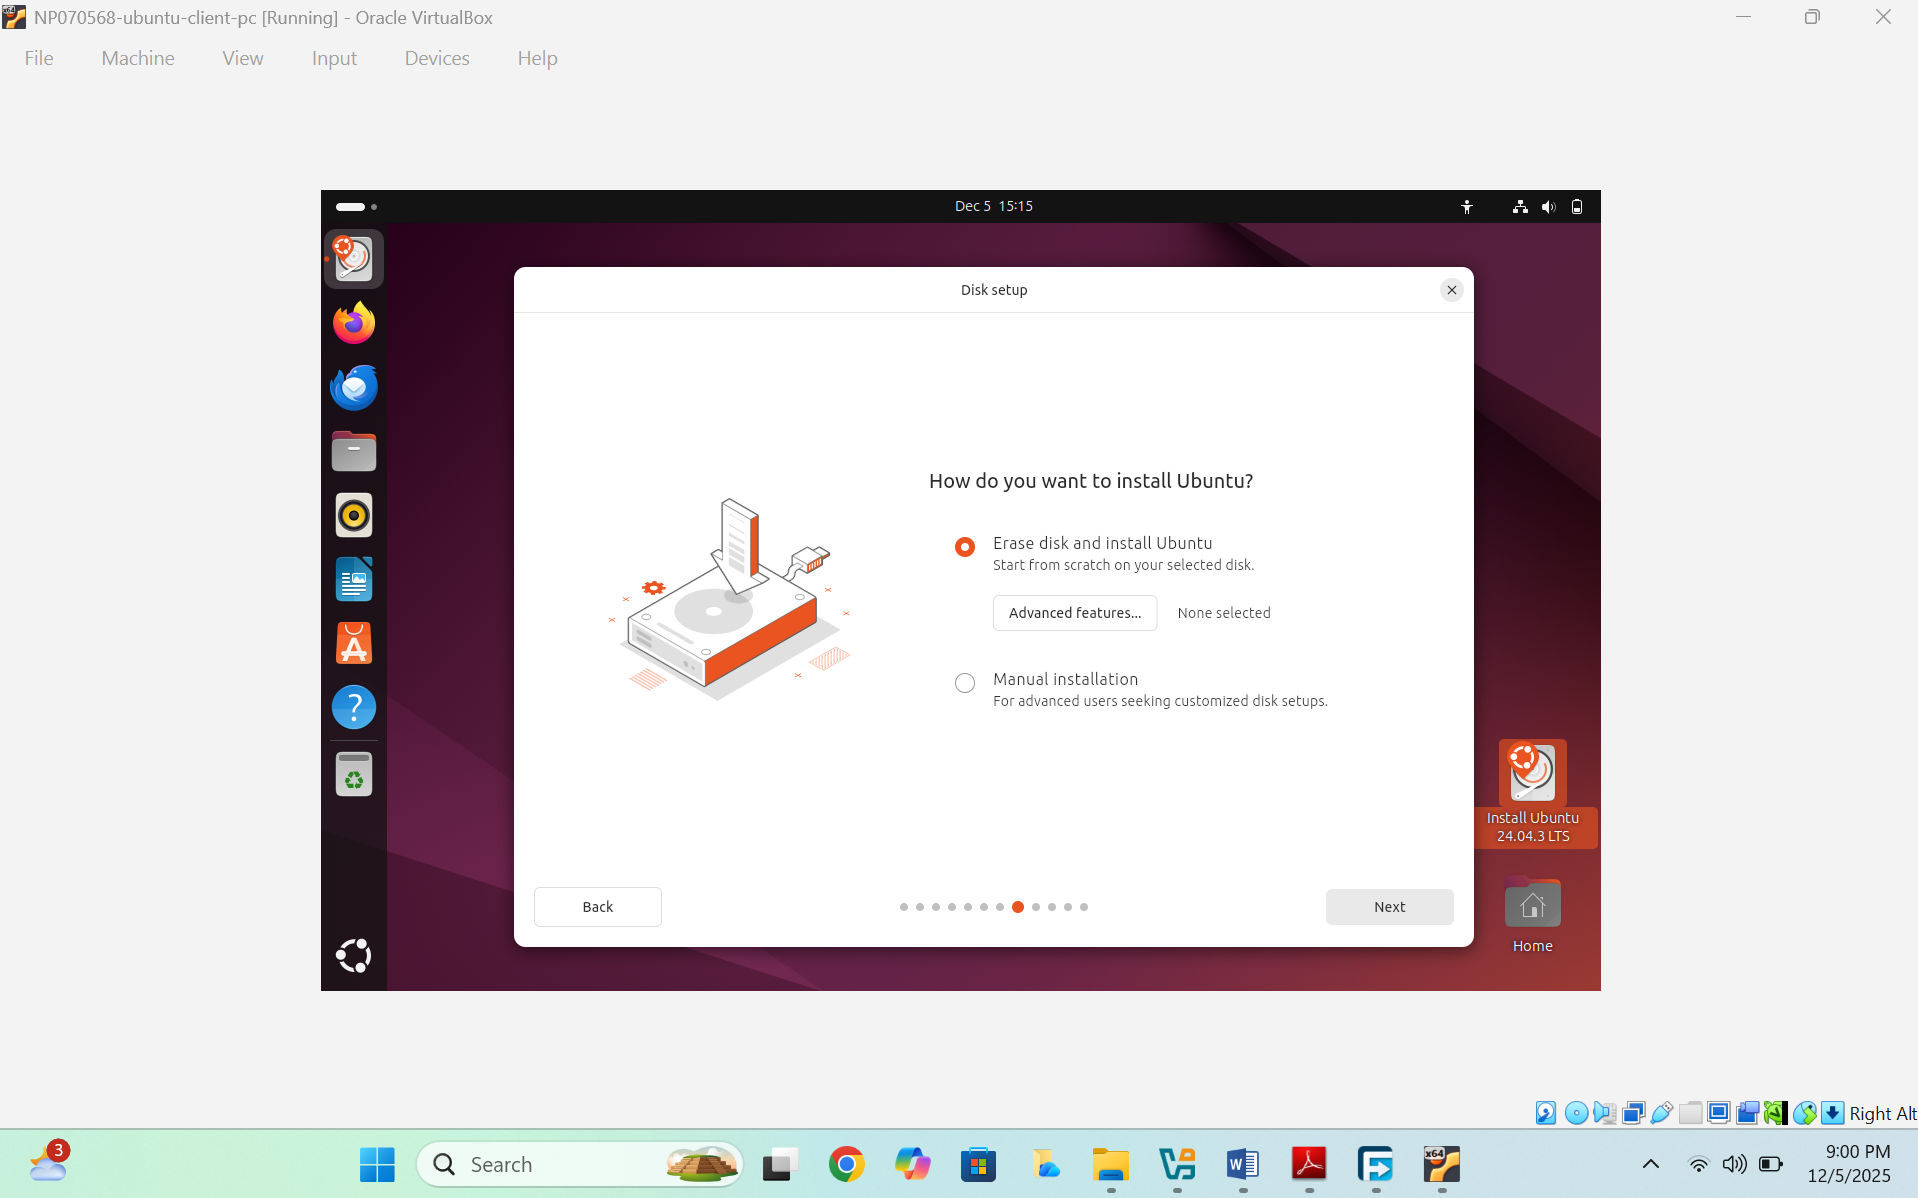 NP070568-ubuntu-client-pc [Running] - Oracle VirtualBox
File Machine View Input Devices Help
Dec 5 15:15
Disk setup
How do you want to install Ubuntu?
Erase disk and install Ubuntu
Start from scratch on your selected disk.
Advanced features... None selected
Manual installation
For advanced users seeking customized disk setups.
Install Ubuntu
24.04.3 LTS
Back
Next
Home
Right Alt
3
Search
x64
9:00 PM
12/5/2025